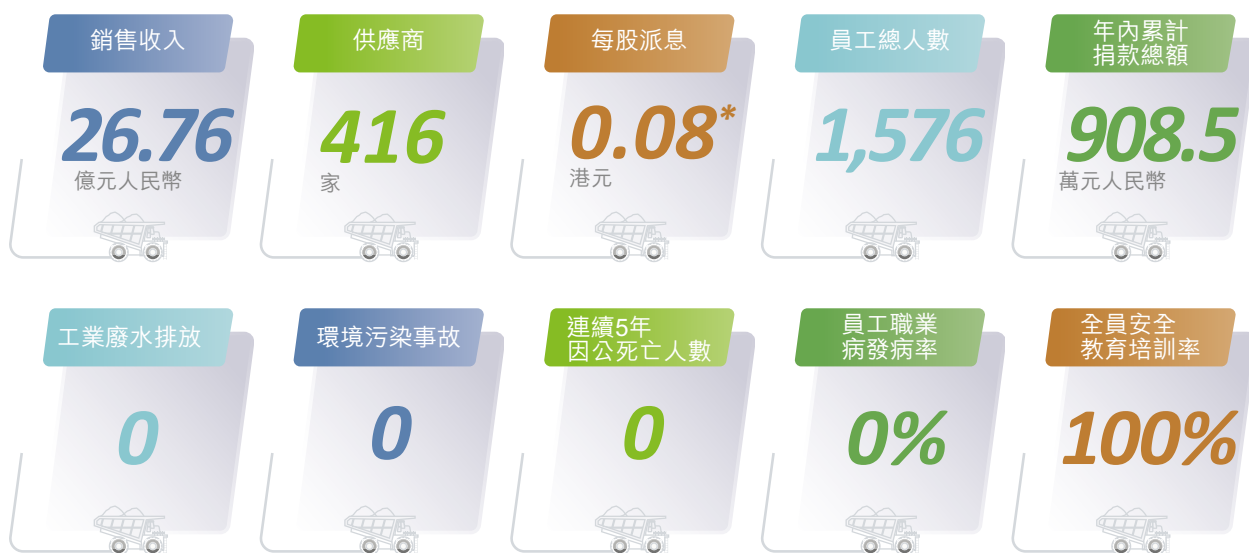 銷售收入
26.76
億元人民幣
供應商
416
家
每股派息
0.08*
港元
員工總人數
1,576
年內累計
捐款總額
908.5
萬元人民幣
工業廢水排放
0
環境污染事故
0
連續5年
因公死亡人數
0
員工職業
病發病率
0%
全員安全
教育培訓率
100%